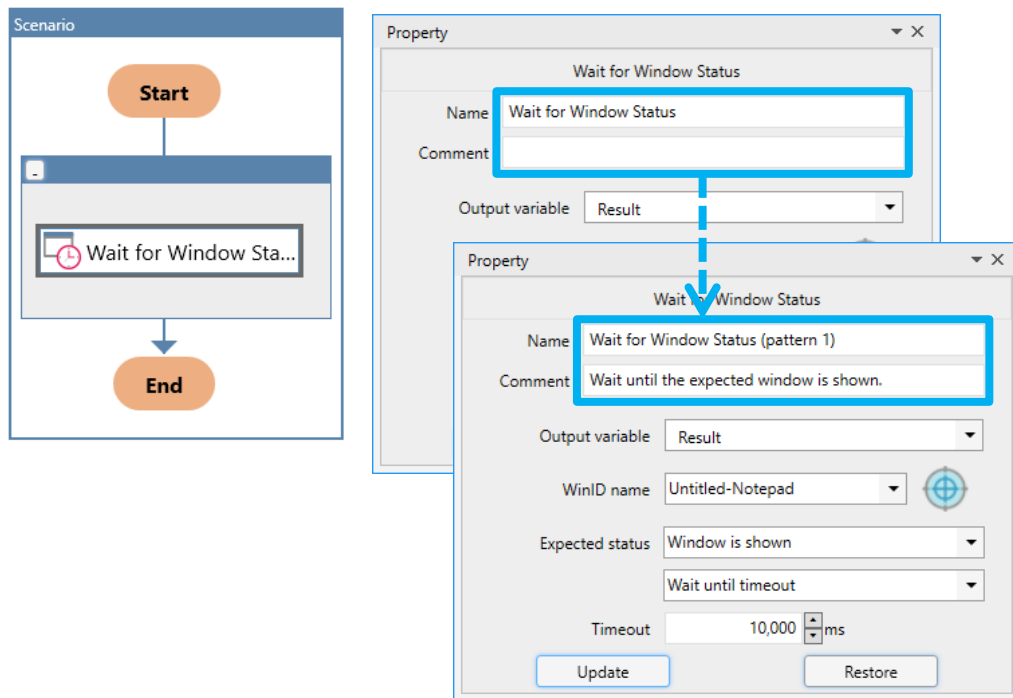 Scenario
Start
-
Wait for Window Sta...
End
Property
Wait for Window Status
Name
Wait for Window Status
Comment
Output variable
Result
Property
Wait for Window Status
Name
Wait for Window Status (pattern 1)
Comment
Wait until the expected window is shown.
Output variable
Result
WinID name
Untitled-Notepad
Expected status
Window is shown
Wait until timeout
Timeout
10,000 ms
Update
Restore